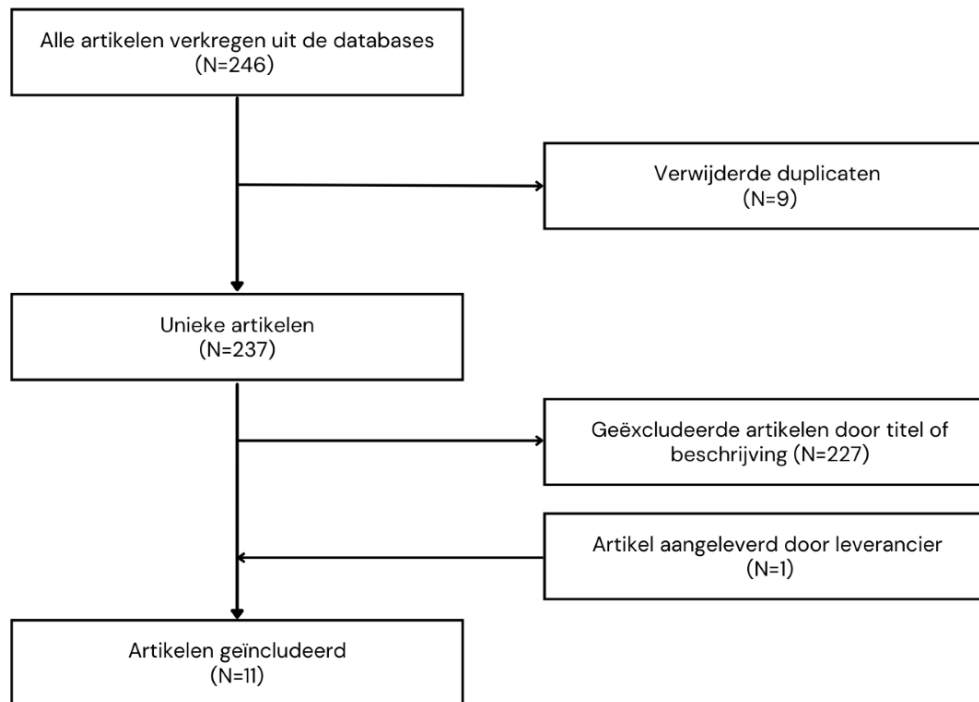 Alle artikelen verkregen uit de databases
(N=246)
Verwijderde duplicaten
(N=9)
Unieke artikelen
(N=237)
Geëxcludeerde artikelen door titel of
beschrijving (N=227)
Artikel aangeleverd door leverancier
(N=1)
Artikelen geïncludeerd
(N=11)